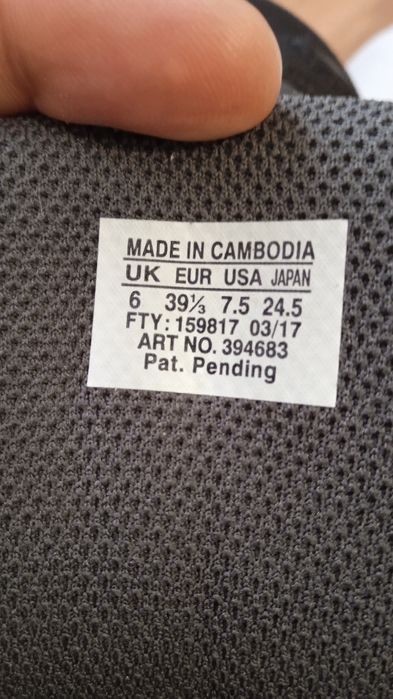 MADE IN CAMBODIA
UK EUR USA JAPAN
6 39⅓ 7.5 24.5
FTY: 159817 03/17
ART NO. 394683
Pat. Pending